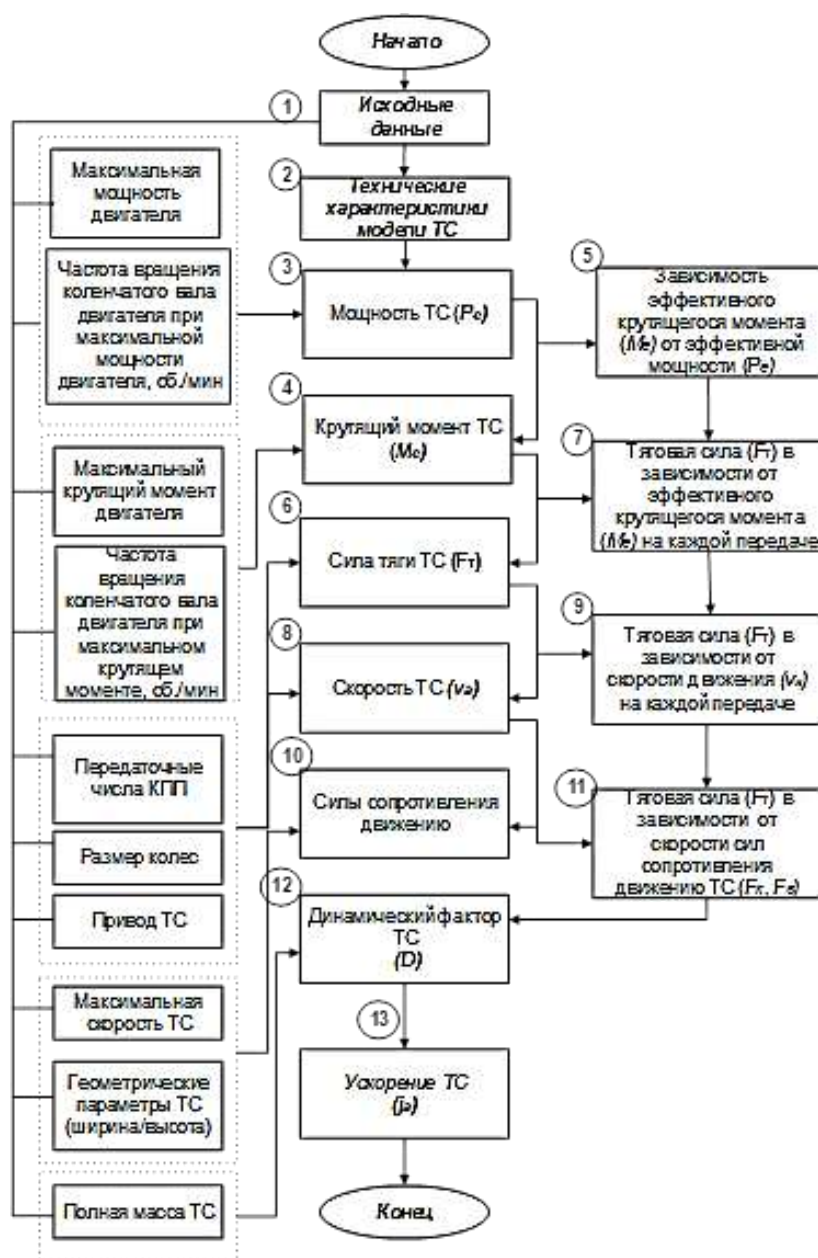 Начало
1
Исходные
данные
2
Технические
характеристики
модели ТС
Максимальная
мощность
двигателя
Частота вращения
коленчатого вала
двигателя при
максимальной
мощности
двигателя, об./мин
3
Мощность ТС (Pe)
5
Зависимость
эффективного
крутящегося момента
(Me) от эффективной
мощности (Pe)
4
Крутящий момент ТС
(Me)
Максимальный
крутящий момент
двигателя
Частота
вращения
коленчатого вала
двигателя при
максимальном
крутящем
моменте, об./мин
7
Тяговая сила (Fт) в
зависимости от
эффективного
крутящегося момента
(Me) на каждой передаче
6
Сила тяги ТС (Fт)
8
Скорость ТС (va)
9
Тяговая сила (Fт) в
зависимости от
скорости движения (va)
на каждой передаче
Передаточные
числа КПП
Размер колес
Привод ТС
10
Силы сопротивления
движению
11
Тяговая сила (Fт) в
зависимости от
скорости сил
сопротивления
движению ТС
12
Динамический фактор
ТС
(D)
Максимальная
скорость ТС
Геометрические
параметры ТС
(ширина/высота)
13
Ускорение ТС
(ja)
Полная масса ТС
Конец